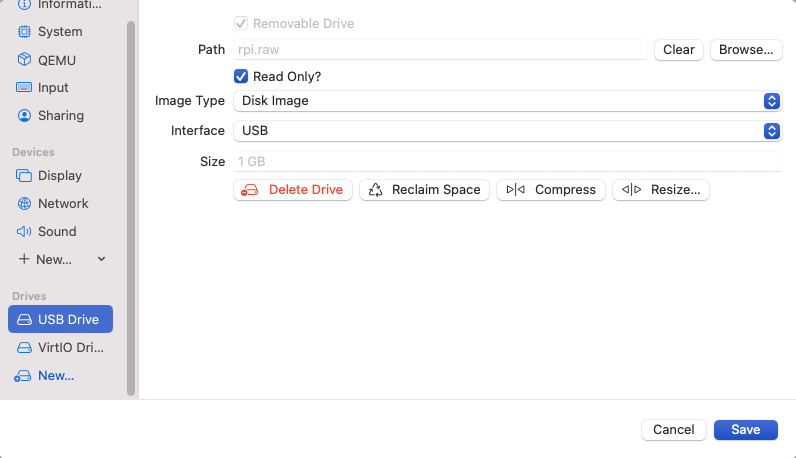 Informati...
System
QEMU
Input
Sharing
Devices
Display
Network
Sound
New...
Drives
USB Drive
VirtIO Dri...
New...
Removable Drive
Path rpi.raw Clear Browse...
Read Only?
Image Type Disk Image
Interface USB
Size 1 GB
Delete Drive Reclaim Space Compress Resize...
Cancel Save